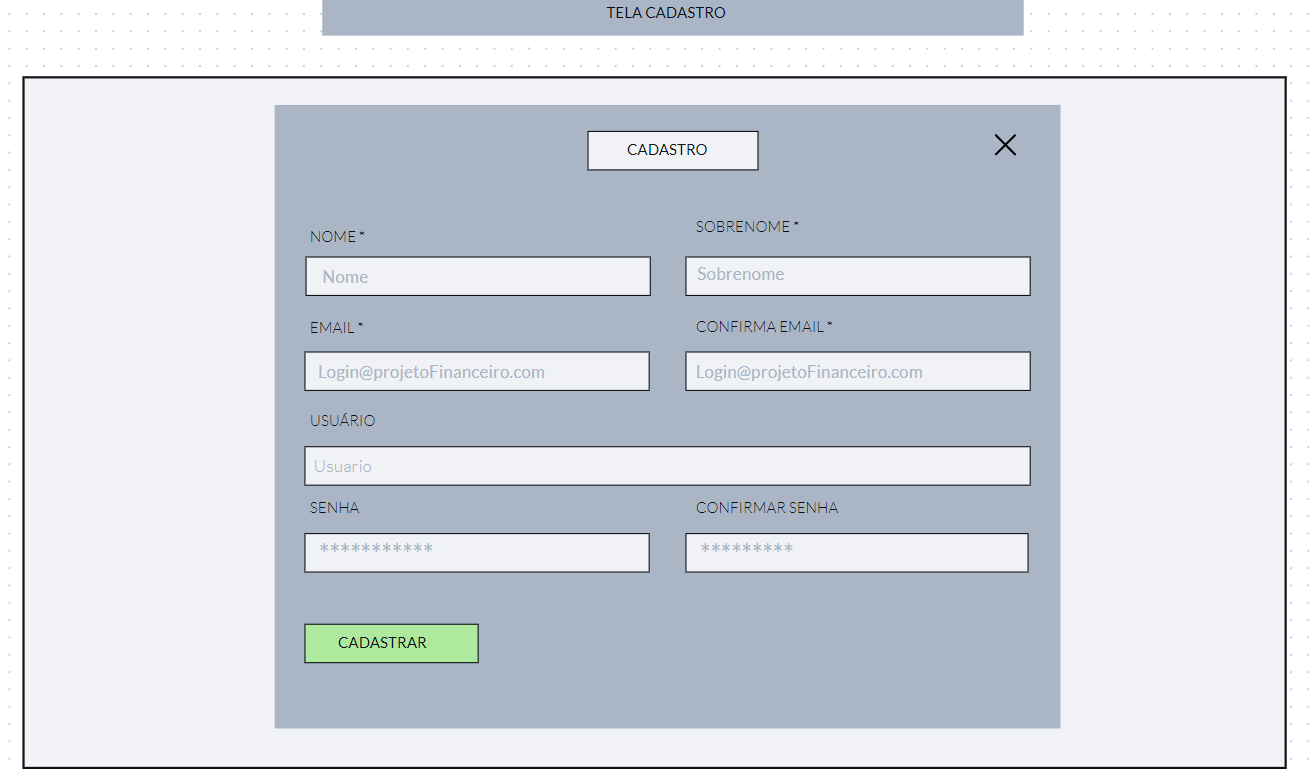 TELA CADASTRO
CADASTRO
NOME *
SOBRENOME *
Nome
Sobrenome
EMAIL *
CONFIRMA EMAIL *
Login@projetoFinanceiro.com
Login@projetoFinanceiro.com
USUÁRIO
Usuario
SENHA
CONFIRMAR SENHA
***********
*********
CADASTRAR